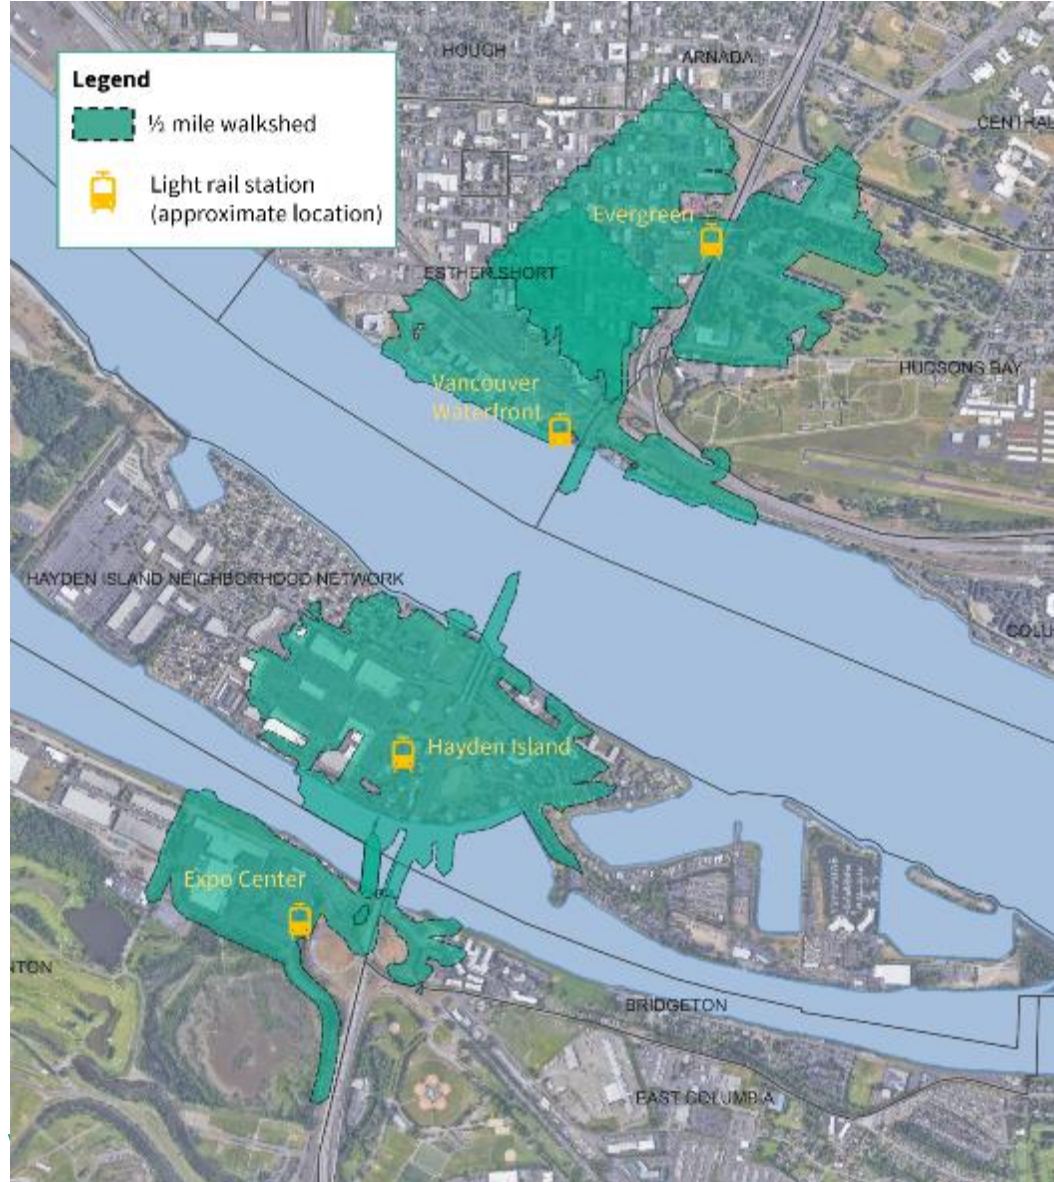 HOUGH
ARNADA
Legend
½ mile walkshed
CENTRAL
Light rail station
(approximate location)
Evergreen
ESTHER SHORT
HUDSONS BAY
Vancouver
Waterfront
HAYDEN ISLAND NEIGHBORHOOD NETWORK
COLU
Hayden Island
Expo Center
NTON
BRIDGETON
EAST COLUMBIA